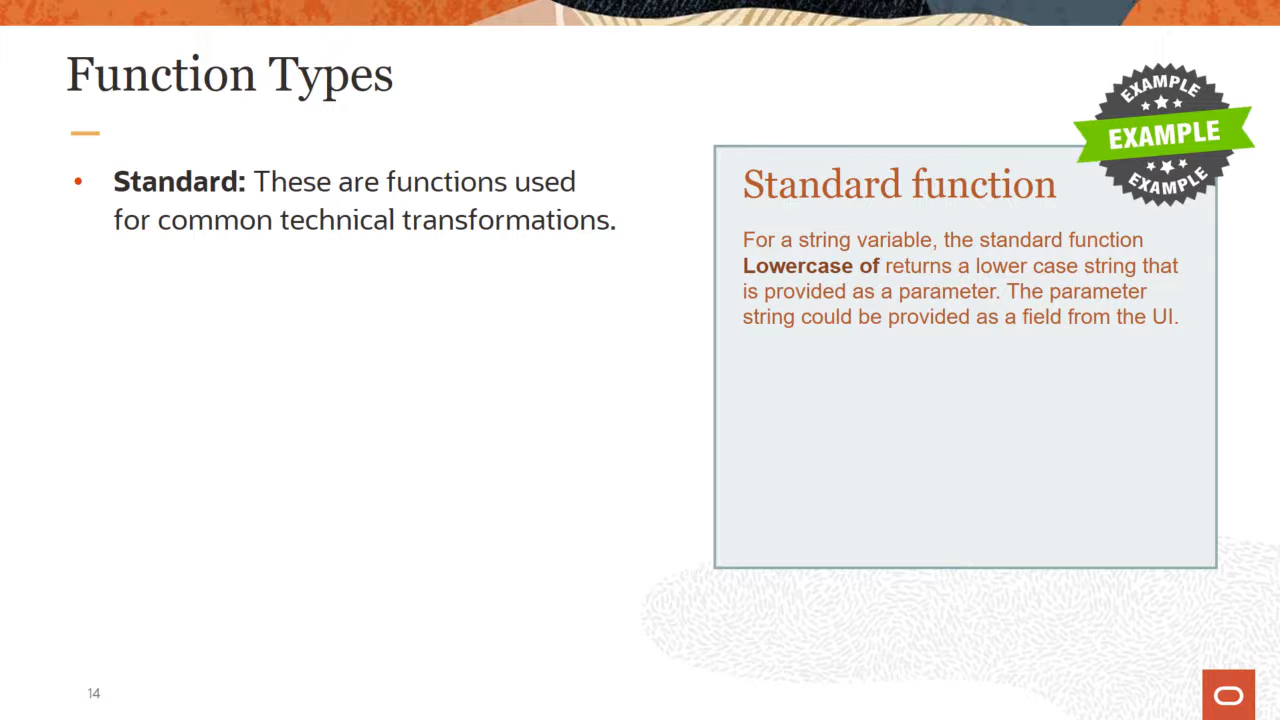 Function Types
• Standard: These are functions used
for common technical transformations.
EXAMPLE
EXAMPLE
EXAMPLE
Standard function
For a string variable, the standard function
Lowercase of returns a lower case string that
is provided as a parameter. The parameter
string could be provided as a field from the UI.
14